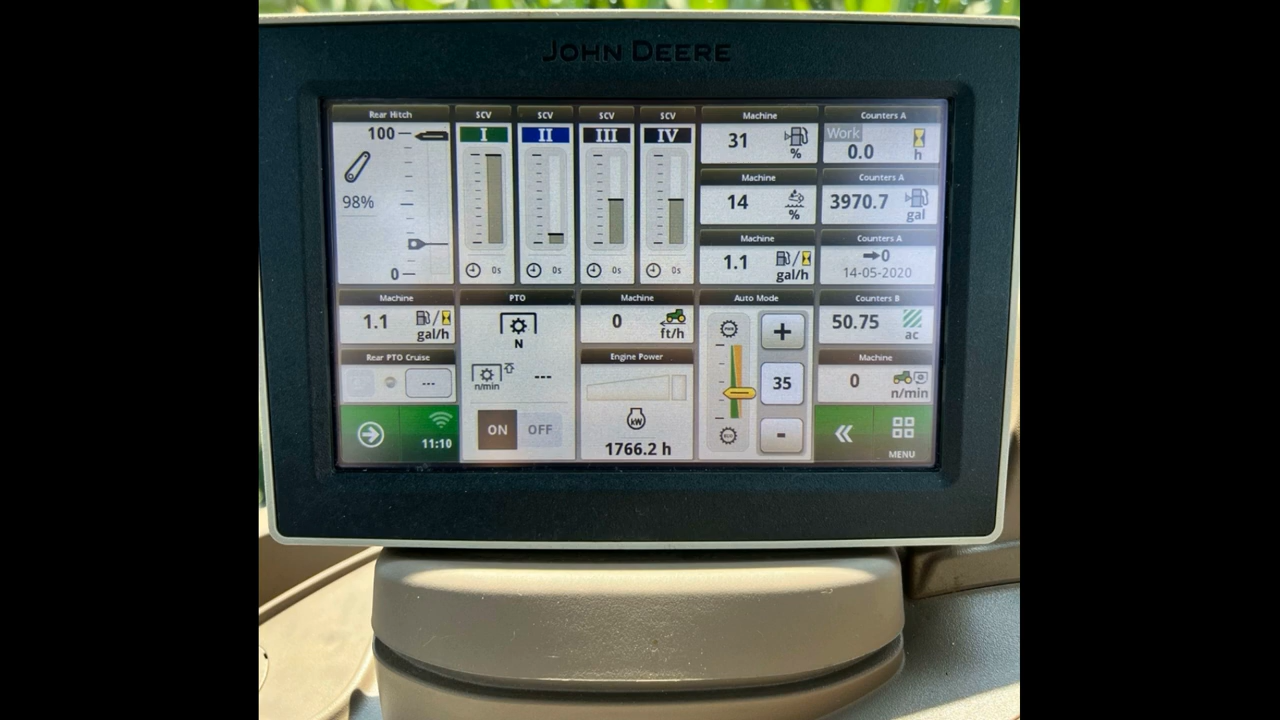 JOHN DEERE
Rear Hitch
100
98%
0
SCV
I
0s
SCV
II
0s
SCV
III
0s
SCV
IV
0s
Machine
31
%
Machine
14
%
Machine
1.1
gal/h
Counters A
Work
0.0
h
Counters A
3970.7
gal
Counters A
0
14-05-2020
Machine
1.1
gal/h
Rear PTO Cruise
---
11:10
PTO
N
n/min
---
ON
OFF
Machine
0
ft/h
Engine Power
kW
1766.2 h
Auto Mode
+
35
-
ECO
Counters B
50.75
ac
Machine
0
n/min
MENU